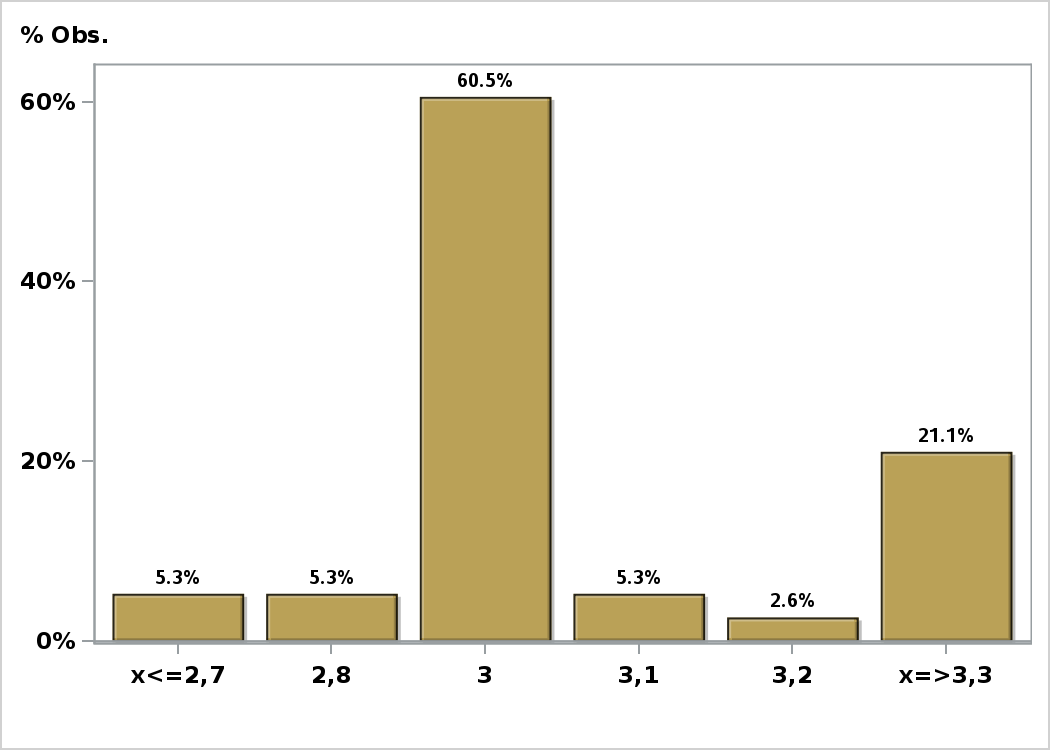 % Obs.
60.5%
60%
40%
21.1%
20%
5.3% 5.3% 5.3% 2.6%
0%
x<=2,7 2,8 3 3,1 3,2 x=>3,3